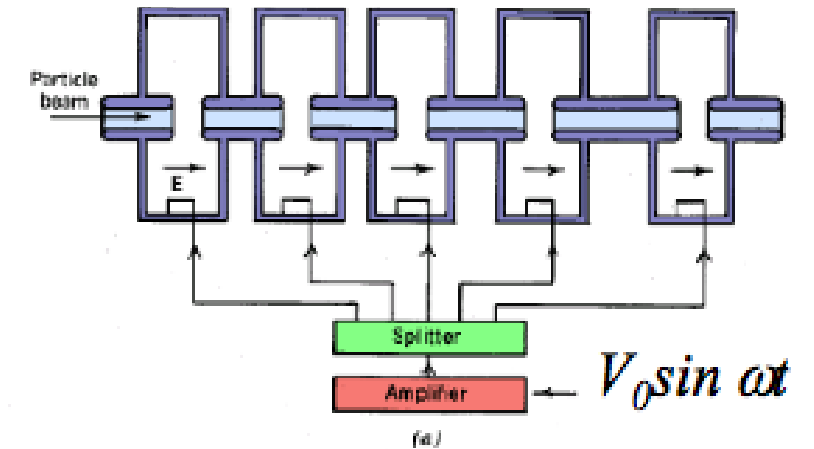 Particle
beam
E
Splitter
Amplifier
V₀sin ωt
(a)